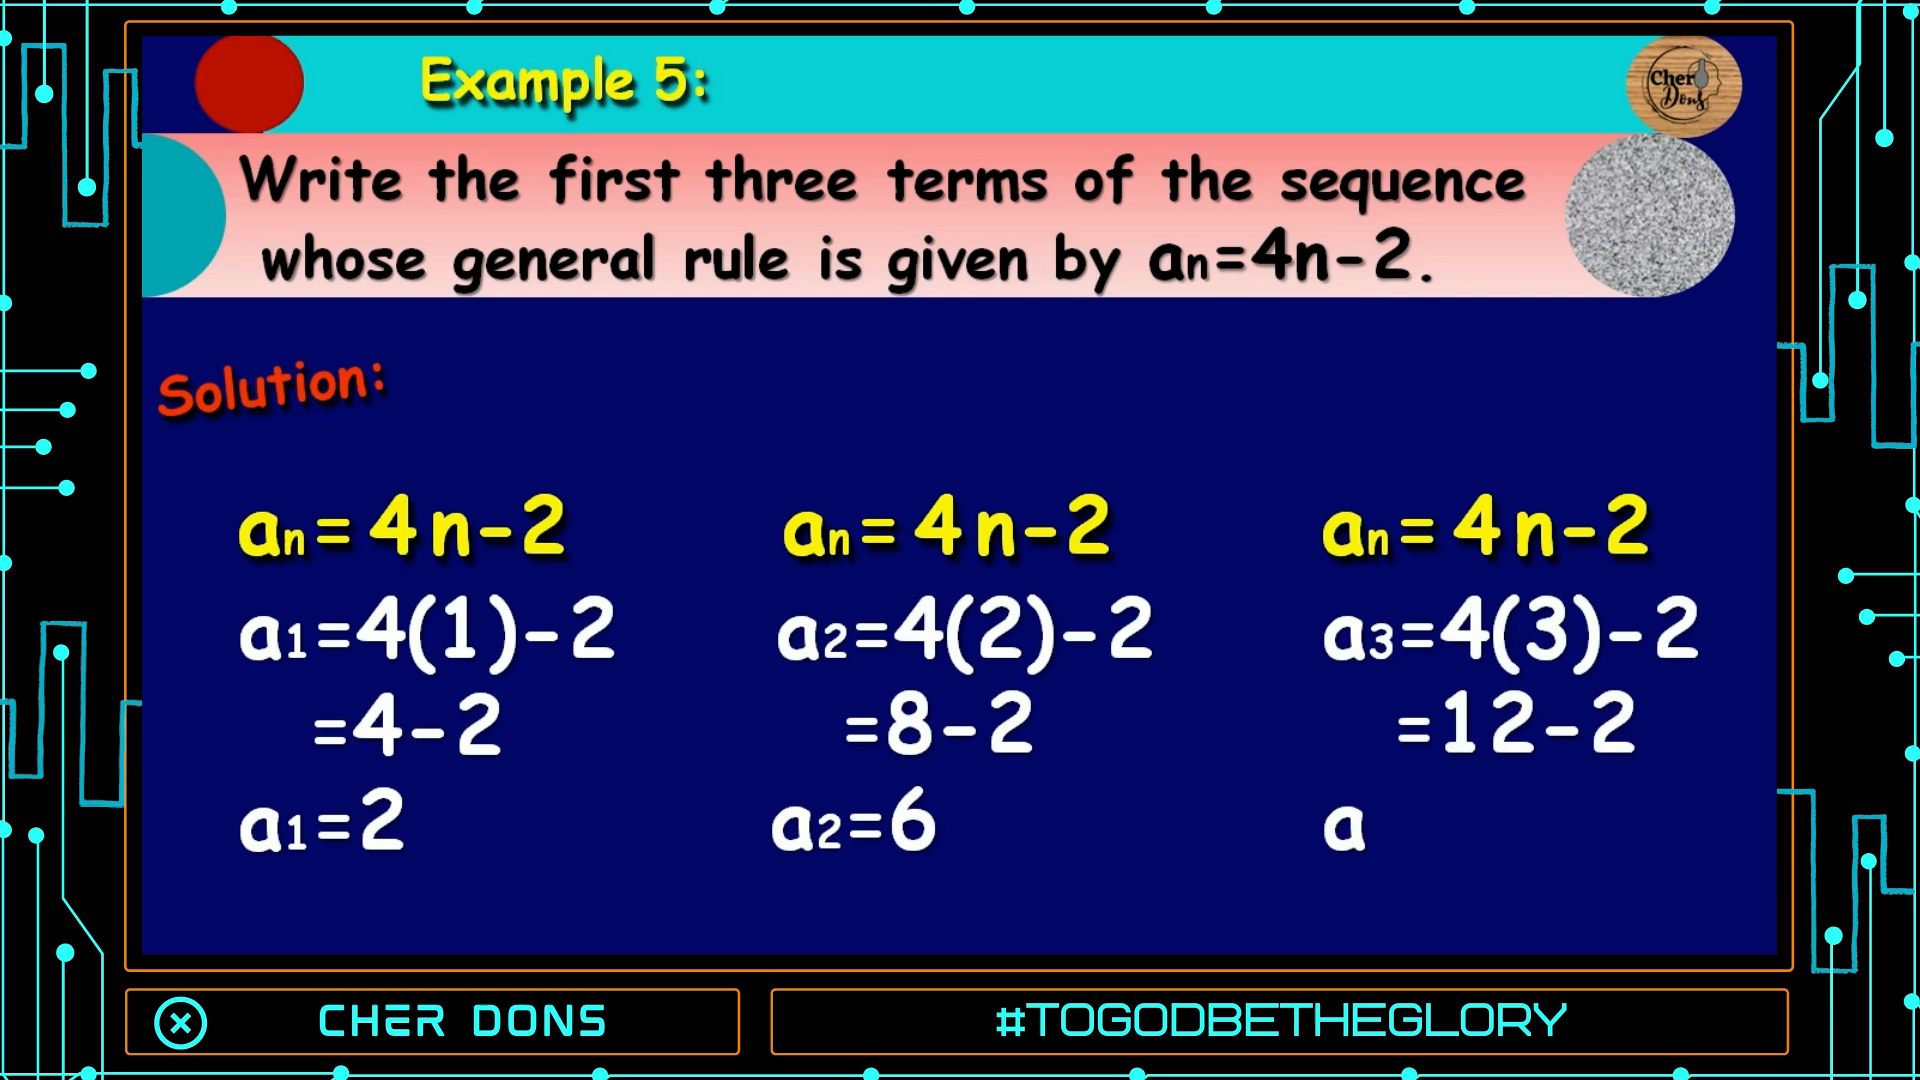 Example 5:
Cher
Dons
Write the first three terms of the sequence
whose general rule is given by an=4n-2.
Solution:
an=4n-2 an=4n-2 an=4n-2
a1=4(1)-2 a2=4(2)-2 a3=4(3)-2
=4-2 =8-2 =12-2
a1=2 a2=6 a
CHER DONS #TOGODBETHEGLORY